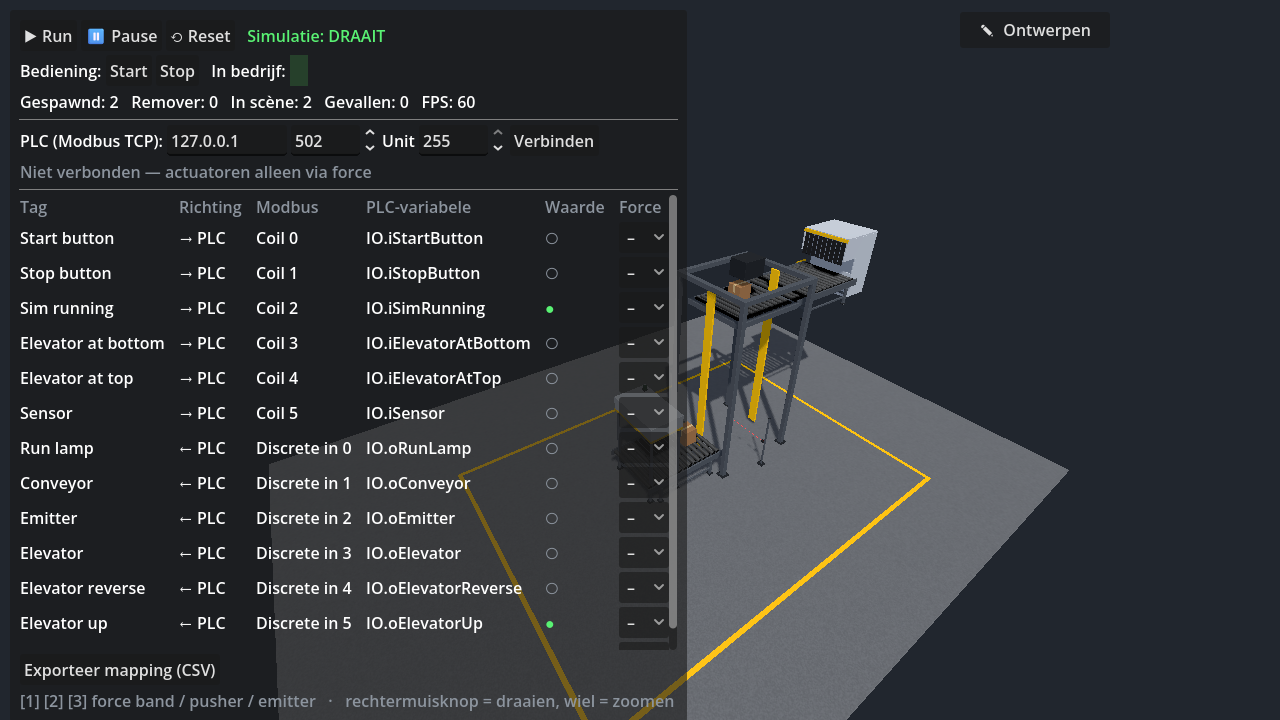 Run Pause Reset Simulatie: DRAAIT
Ontwerpen
Bediening: Start Stop In bedrijf:
Gespawnd: 2 Remover: 0 In scène: 2 Gevallen: 0 FPS: 60
PLC (Modbus TCP): 127.0.0.1 502 Unit 255 Verbinden
Niet verbonden — actuatoren alleen via force
Tag Richting Modbus PLC-variabele Waarde Force
Start button → PLC Coil 0 IO.iStartButton –
Stop button → PLC Coil 1 IO.iStopButton –
Sim running → PLC Coil 2 IO.iSimRunning –
Elevator at bottom → PLC Coil 3 IO.iElevatorAtBottom –
Elevator at top → PLC Coil 4 IO.iElevatorAtTop –
Sensor → PLC Coil 5 IO.iSensor –
Run lamp ← PLC Discrete in 0 IO.oRunLamp –
Conveyor ← PLC Discrete in 1 IO.oConveyor –
Emitter ← PLC Discrete in 2 IO.oEmitter –
Elevator ← PLC Discrete in 3 IO.oElevator –
Elevator reverse ← PLC Discrete in 4 IO.oElevatorReverse –
Elevator up ← PLC Discrete in 5 IO.oElevatorUp –
Exporteer mapping (CSV)
[1] [2] [3] force band / pusher / emitter · rechtermuisknop = draaien, wiel = zoomen